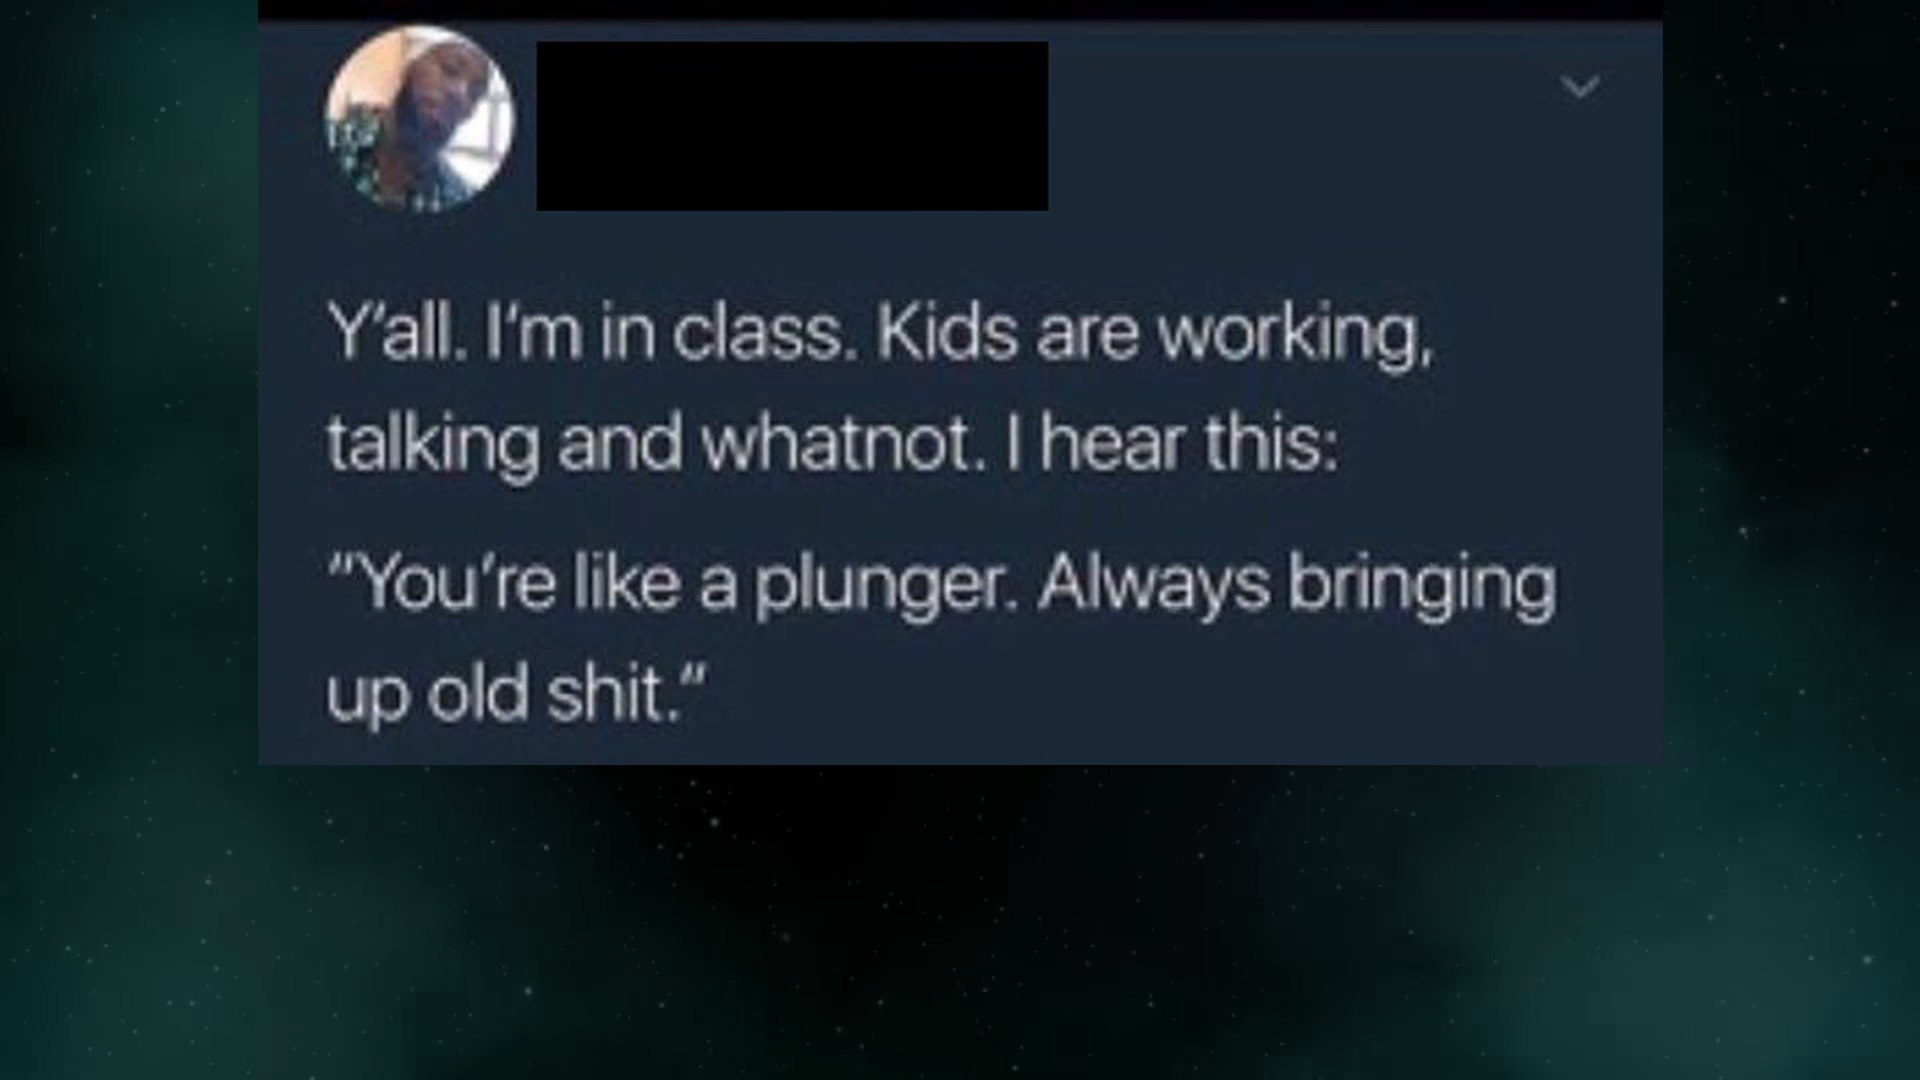 Y'all. I'm in class. Kids are working,
talking and whatnot. I hear this:
"You're like a plunger. Always bringing
up old shit."